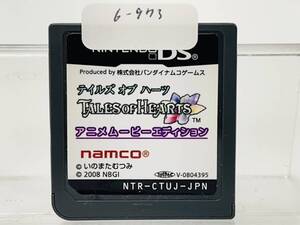 9-943
NINTENDO DS
Produced by 株式会社バンダイナムコゲームス
テイルズ オブ ハーツ
TALES OF HEARTS
アニメムービーエディション
namco®
©いのまたむつみ
©2008 NBGI
V-0804395
NTR-CTUJ-JPN